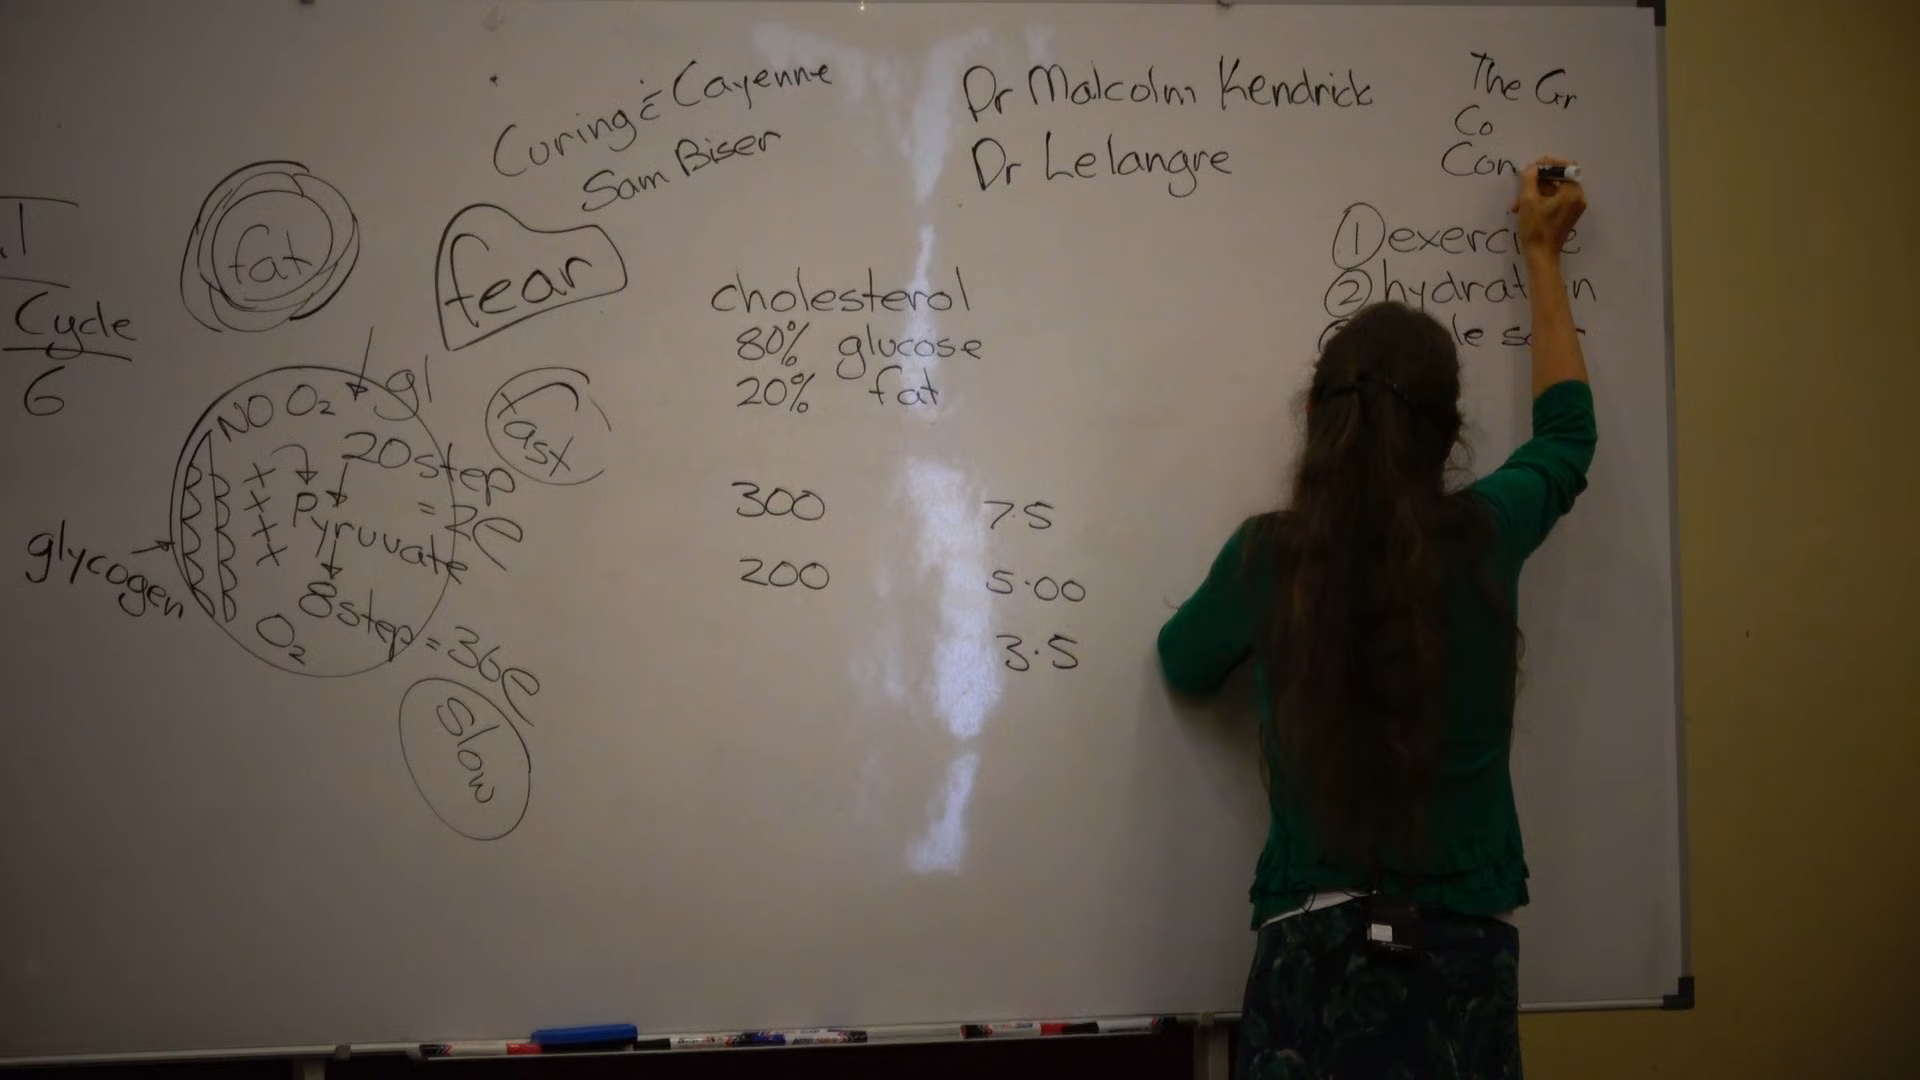 Curing c̄ Cayenne
Sam Biser
Dr Malcolm Kendrick
Dr Lelangre
The Gr
Co
Con
fat
fear
Cycle
6
cholesterol
80% glucose
20% fat
300 7.5
200 5.00
3.5
① exerci
② hydrat n
NO O₂
gl
20 step
= 2e
Pyruvate
8 step = 36e
O₂
glycogen
fast
Slow